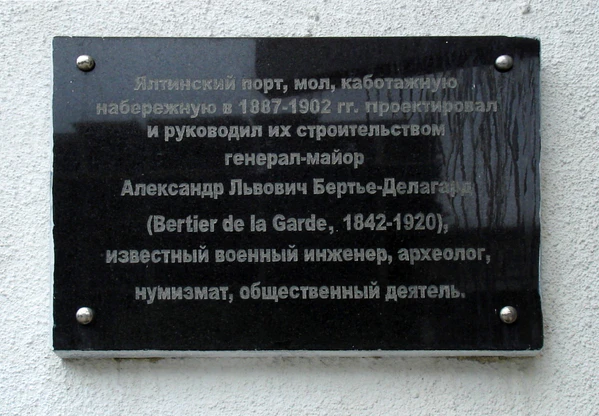 Ялтинский порт, мол, каботажную
набережную в 1887-1902 гг. проектировал
и руководил их строительством
генерал-майор
Александр Львович Бертье-Делагард
(Bertier de la Garde, 1842-1920),
известный военный инженер, археолог,
нумизмат, общественный деятель.